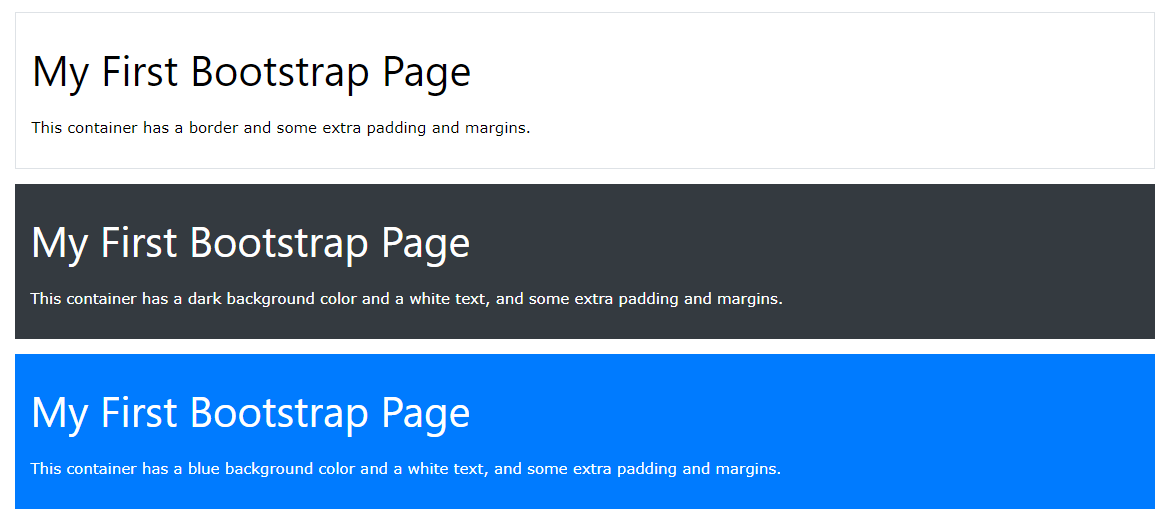 My First Bootstrap Page
This container has a border and some extra padding and margins.
My First Bootstrap Page
This container has a dark background color and a white text, and some extra padding and margins.
My First Bootstrap Page
This container has a blue background color and a white text, and some extra padding and margins.